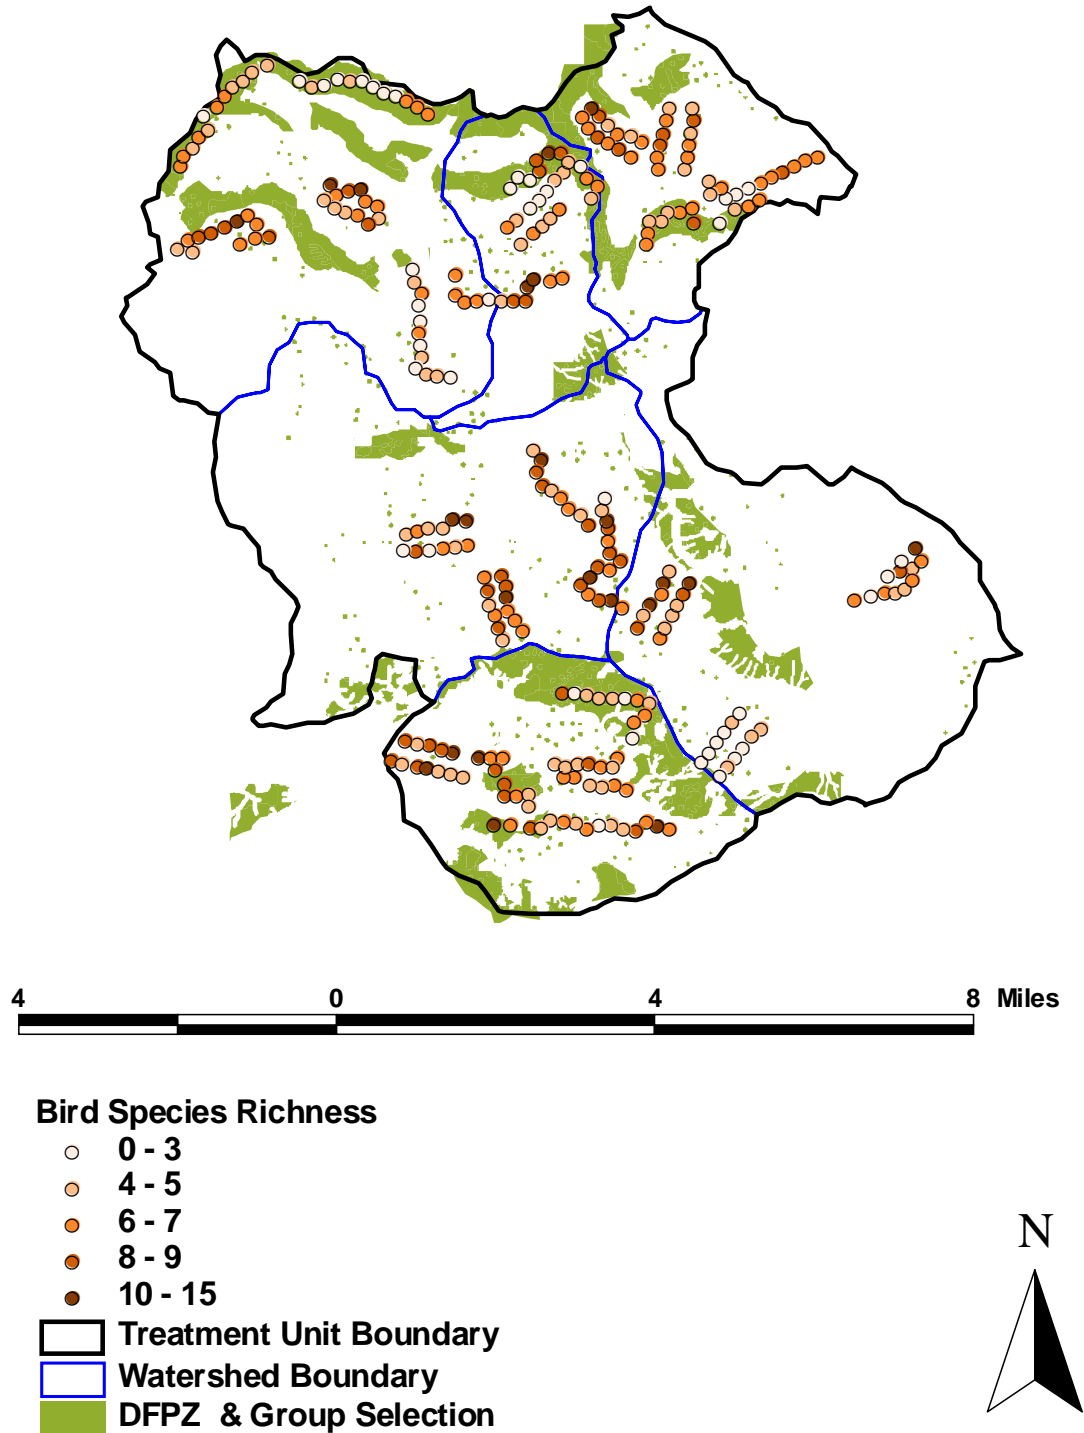 4 0 4 8 Miles
Bird Species Richness
0 - 3
4 - 5
6 - 7
8 - 9
10 - 15
N
Treatment Unit Boundary
Watershed Boundary
DFPZ & Group Selection